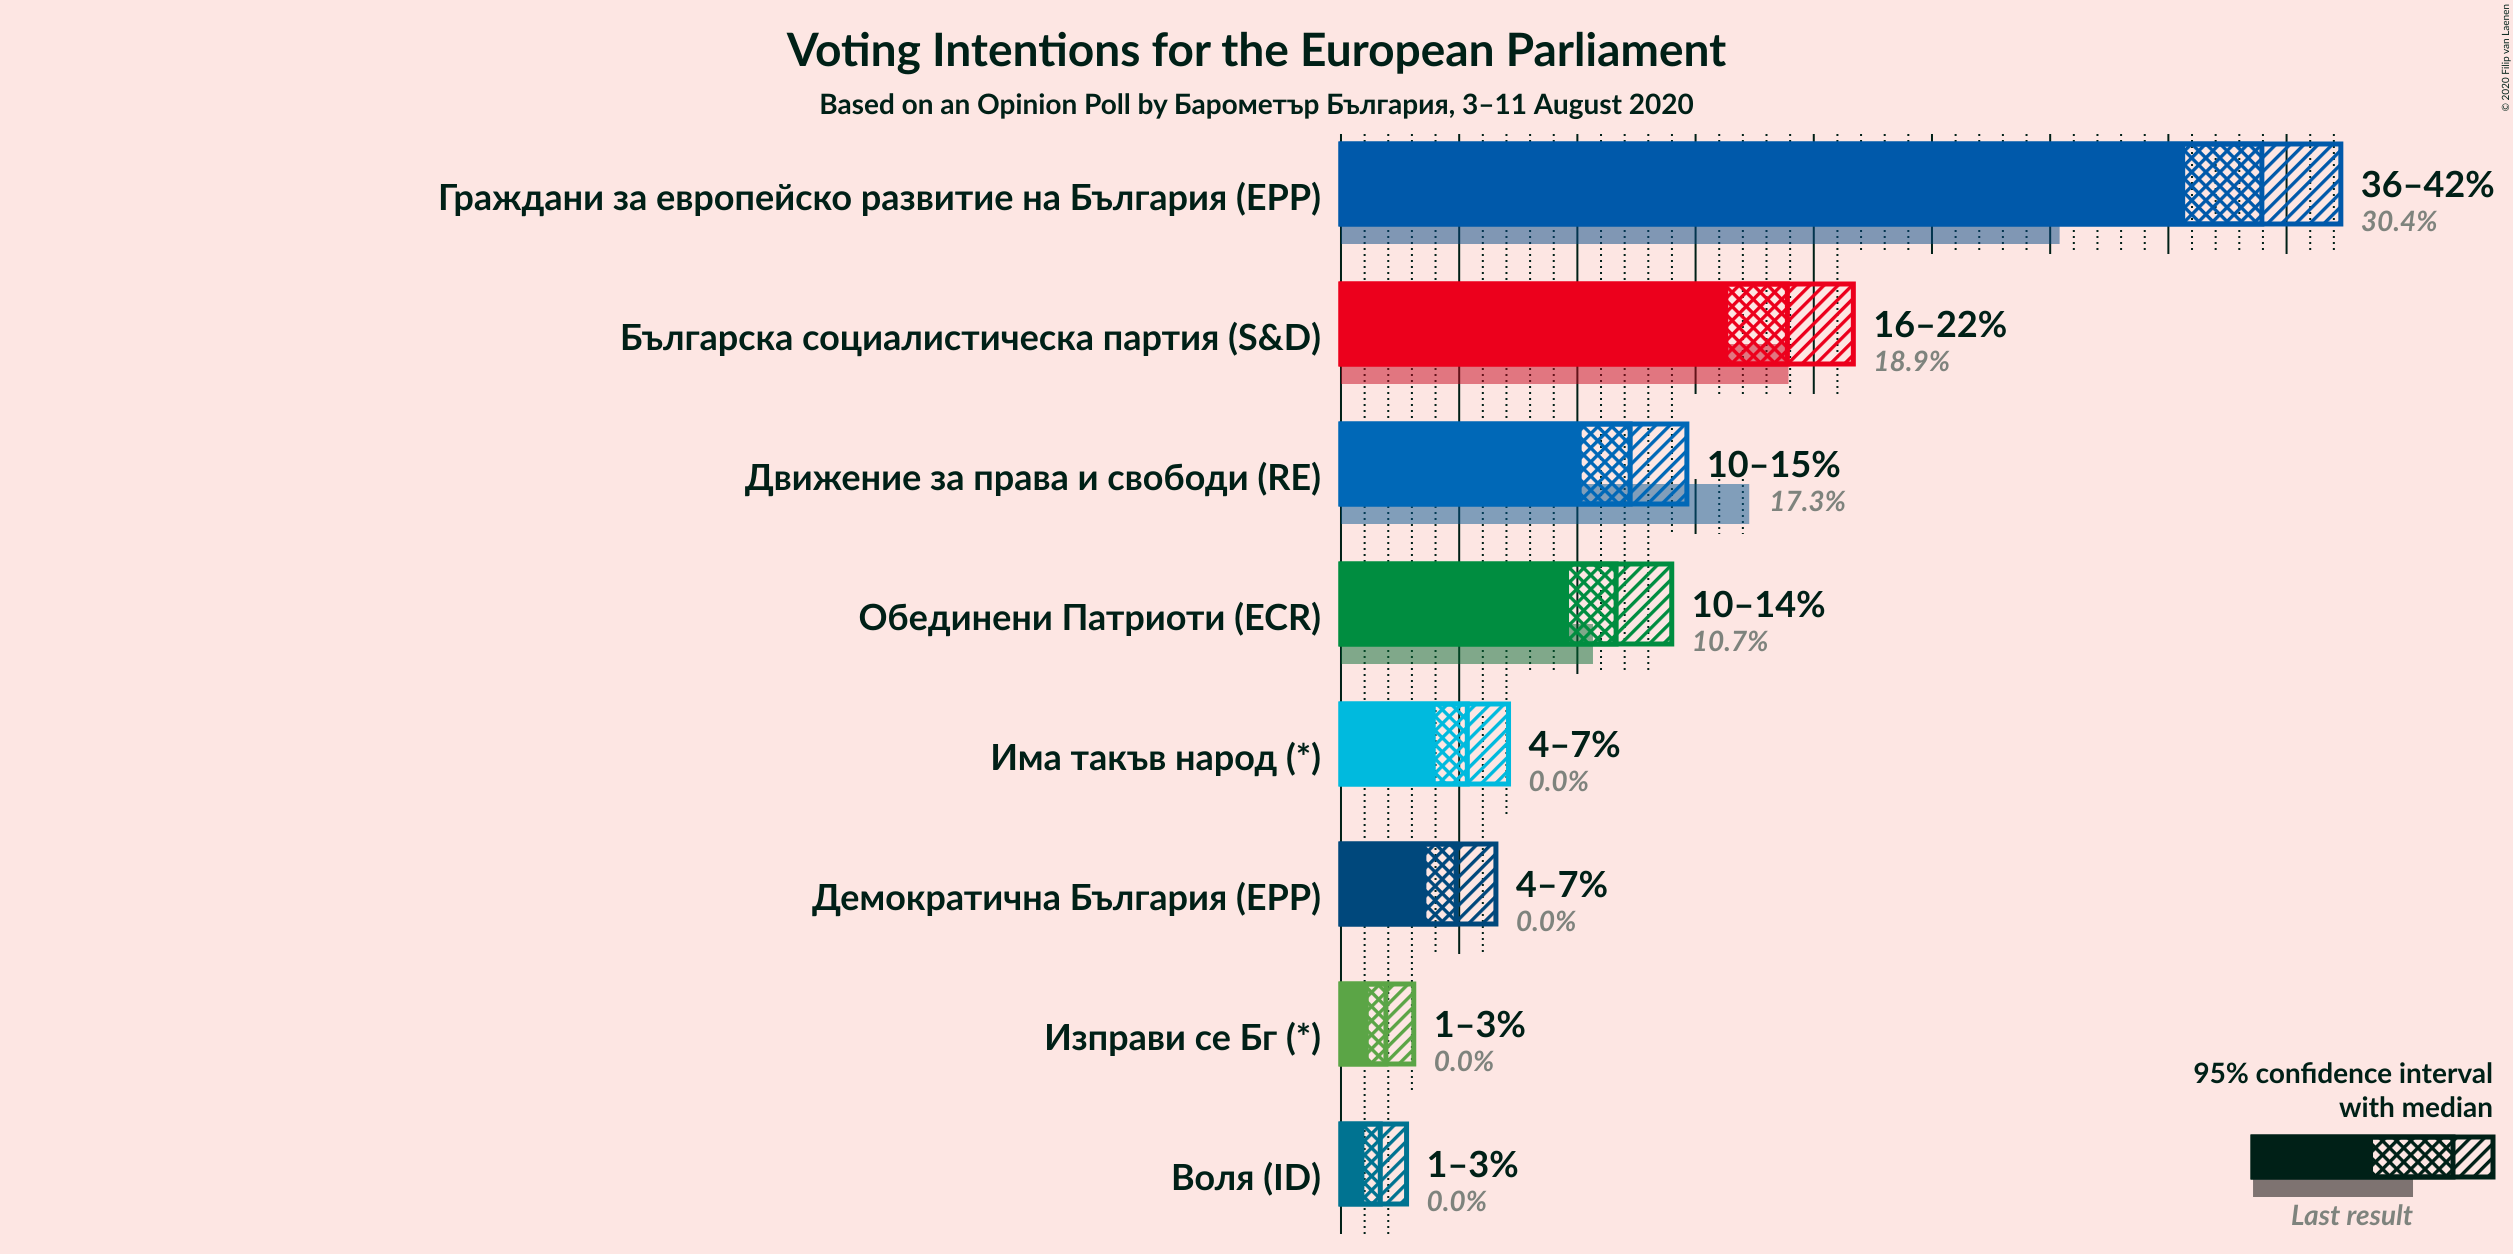 Voting Intentions for the European Parliament
Based on an Opinion Poll by Барометър България, 3–11 August 2020
© 2020 Filip van Laenen
Граждани за европейско развитие на България (EPP)
36–42%
30.4%
Българска социалистическа партия (S&D)
16–22%
18.9%
Движение за права и свободи (RE)
10–15%
17.3%
Обединени Патриоти (ECR)
10–14%
10.7%
Има такъв народ (*)
4–7%
0.0%
Демократична България (EPP)
4–7%
0.0%
Изправи се Бг (*)
1–3%
0.0%
Воля (ID)
1–3%
0.0%
95% confidence interval
with median
Last result